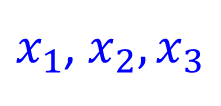 x₁, x₂, x₃